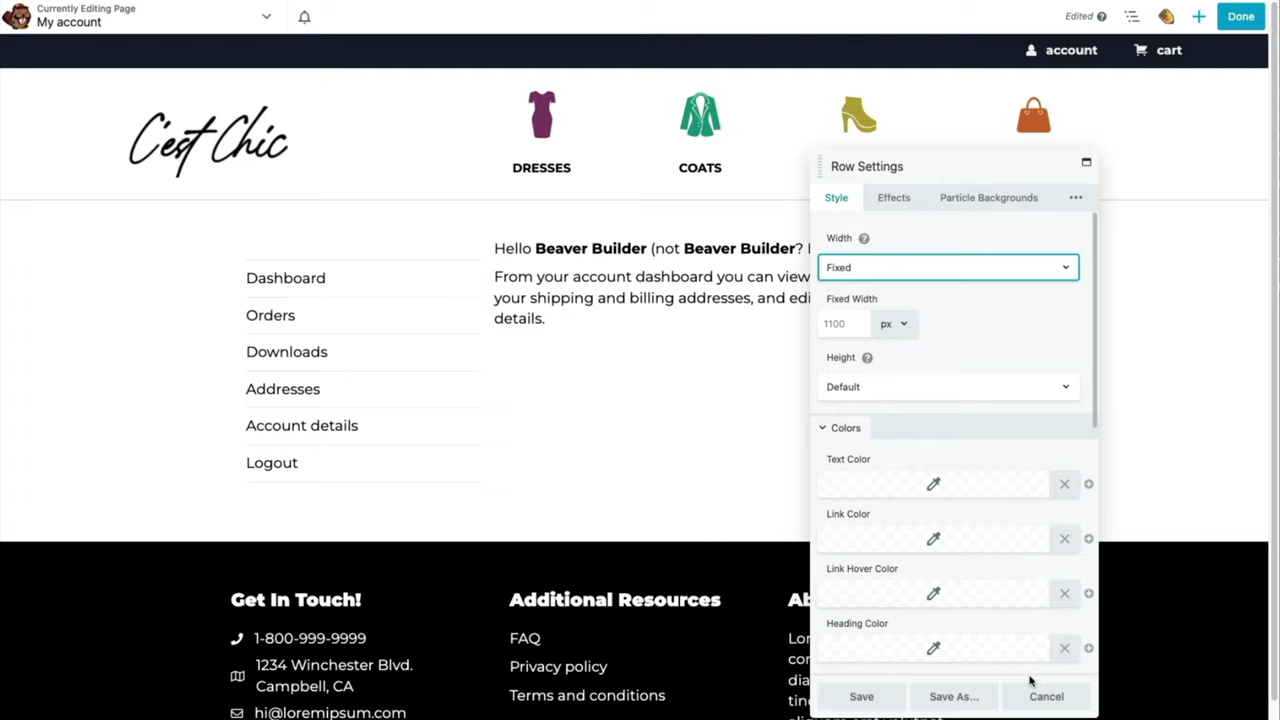 Currently Editing Page
My account
Edited
Done
account
cart
C'est Chic
DRESSES
COATS
Row Settings
Style
Effects
Particle Backgrounds
Width
Fixed
Fixed Width
1100
px
Height
Default
Colors
Text Color
Link Color
Link Hover Color
Heading Color
Save
Save As...
Cancel
Dashboard
Orders
Downloads
Addresses
Account details
Logout
Hello Beaver Builder (not Beaver Builder?
From your account dashboard you can view
your shipping and billing addresses, and edi
details.
Get In Touch!
1-800-999-9999
1234 Winchester Blvd.
Campbell, CA
hi@loremipsum.com
Additional Resources
FAQ
Privacy policy
Terms and conditions
Ab
Lor
con
dia